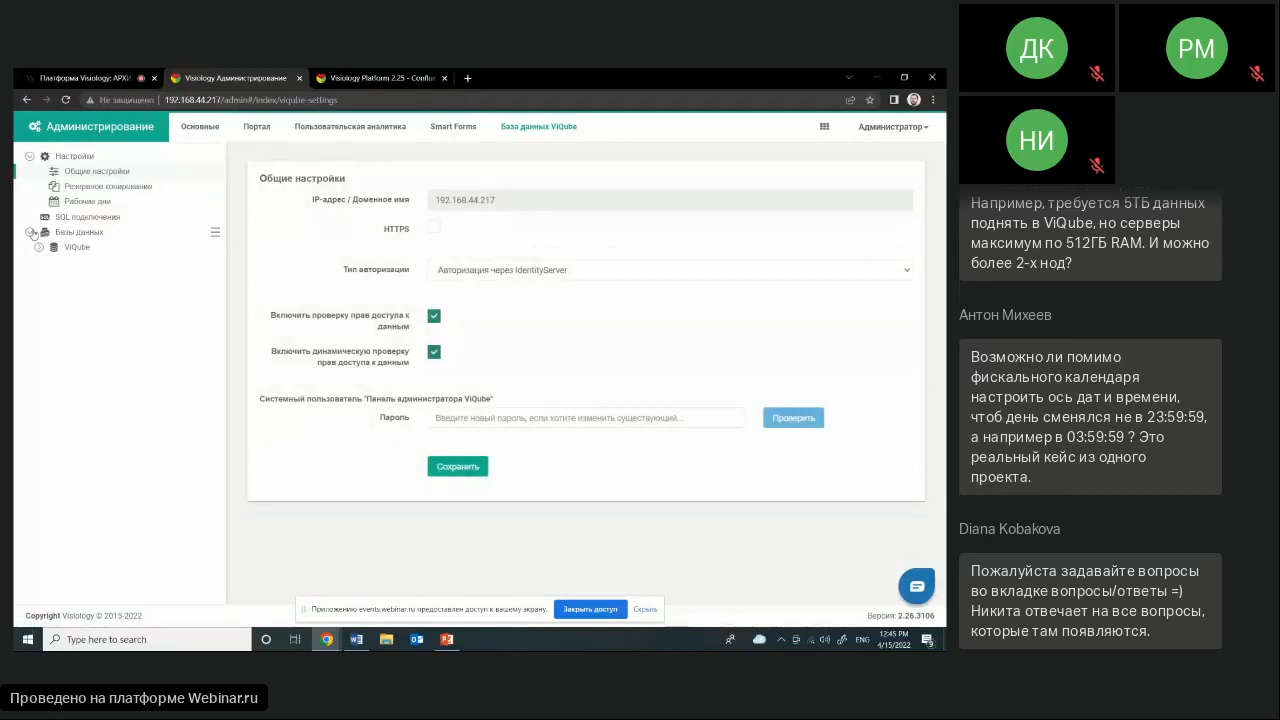 Платформа Visiology: АРХИ
Visiology Администрирование
Visiology Platform 2.25 - Conflue
Не защищено
192.168.44.217/admin#/index/viqube-settings
Администрирование
Основные
Портал
Пользовательская аналитика
Smart Forms
База данных ViQube
Администратор
Настройки
Общие настройки
Резервное копирование
Рабочие дни
SQL подключения
Базы данных
ViQube
Общие настройки
IP-адрес / Доменное имя
192.168.44.217
HTTPS
Тип авторизации
Авторизация через IdentityServer
Включить проверку прав доступа к
данным
Включить динамическую проверку
прав доступа к данным
Системный пользователь "Панель администратора ViQube"
Пароль
Введите новый пароль, если хотите изменить существующий...
Проверить
Сохранить
Copyright Visiology © 2015-2022
Приложению events.webinar.ru предоставлен доступ к вашему экрану.
Закрыть доступ
Скрыть
Версия: 2.26.3106
Type here to search
ENG
12:45 PM
4/15/2022
ДК
РМ
НИ
Например, требуется 5ТБ данных
поднять в ViQube, но серверы
максимум по 512ГБ RAM. И можно
более 2-х нод?
Антон Михеев
Возможно ли помимо
фискального календаря
настроить ось дат и времени,
чтоб день сменялся не в 23:59:59,
а например в 03:59:59 ? Это
реальный кейс из одного
проекта.
Diana Kobakova
Пожалуйста задавайте вопросы
во вкладке вопросы/ответы =)
Никита отвечает на все вопросы,
которые там появляются.
Проведено на платформе Webinar.ru